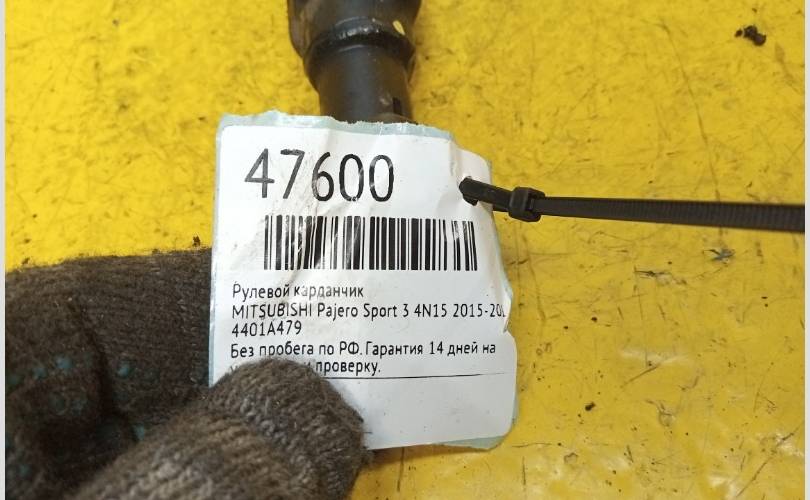 47600
Рулевой карданчик
MITSUBISHI Pajero Sport 3 4N15 2015-20
4401A479
Без пробега по РФ. Гарантия 14 дней на
проверку.